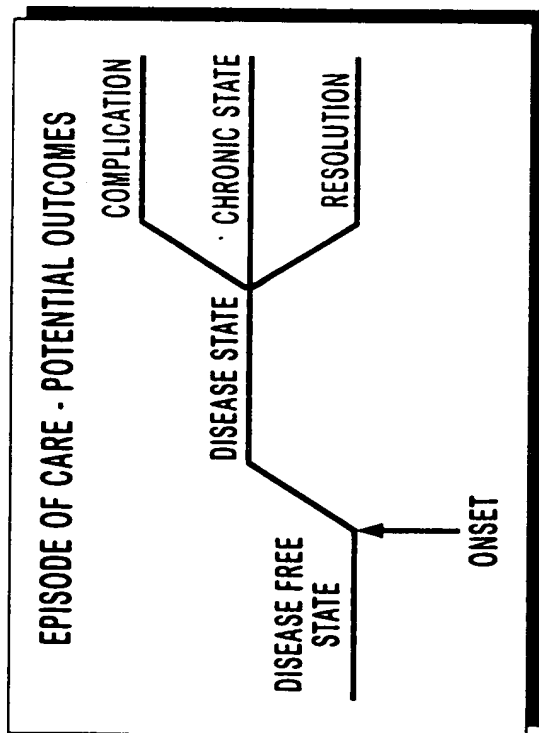 EPISODE OF CARE - POTENTIAL OUTCOMES
COMPLICATION
DISEASE STATE
CHRONIC STATE
DISEASE FREE
STATE
RESOLUTION
ONSET